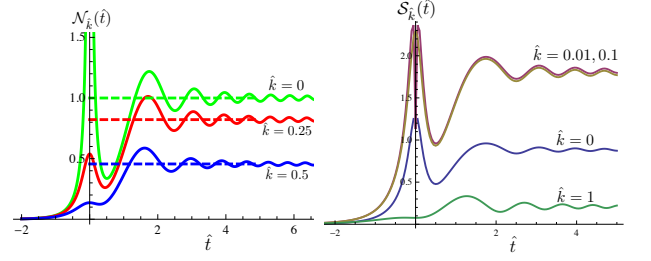 𝒩_k̂(t̂)
1.5
1.0
0.5
k̂ = 0
k̂ = 0.25
k̂ = 0.5
-2 0 2 4 6
t̂
𝒮_k̂(t̂)
2.0
1.5
1.0
0.5
k̂ = 0.01, 0.1
k̂ = 0
k̂ = 1
-2 2 4
t̂